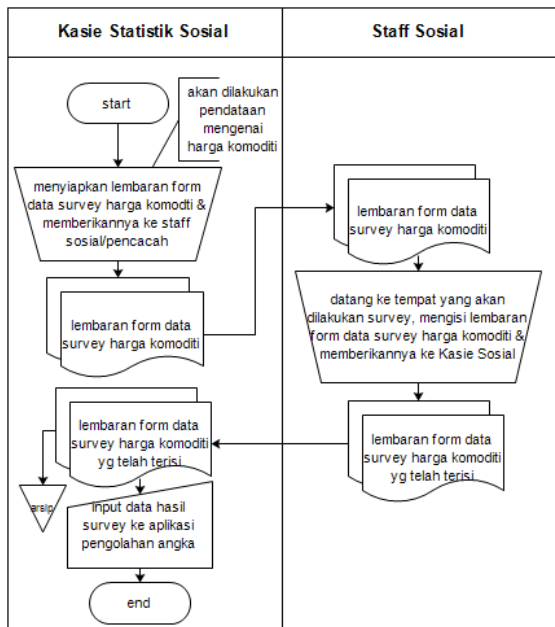 Kasie Statistik Sosial
Staff Sosial
start
akan dilakukan
pendataan
mengenai
harga komoditi
menyiapkan lembaran form
data survey harga komodti &
memberikannya ke staff
sosial/pencacah
lembaran form data
survey harga komoditi
lembaran form data
survey harga komoditi
datang ke tempat yang akan
dilakukan survey, mengisi lembaran
form data survey harga komoditi &
memberikannya ke Kasie Sosial
lembaran form data
survey harga komoditi
yg telah terisi
lembaran form data
survey harga komoditi
yg telah terisi
arsip
input data hasil
survey ke aplikasi
pengolahan angka
end